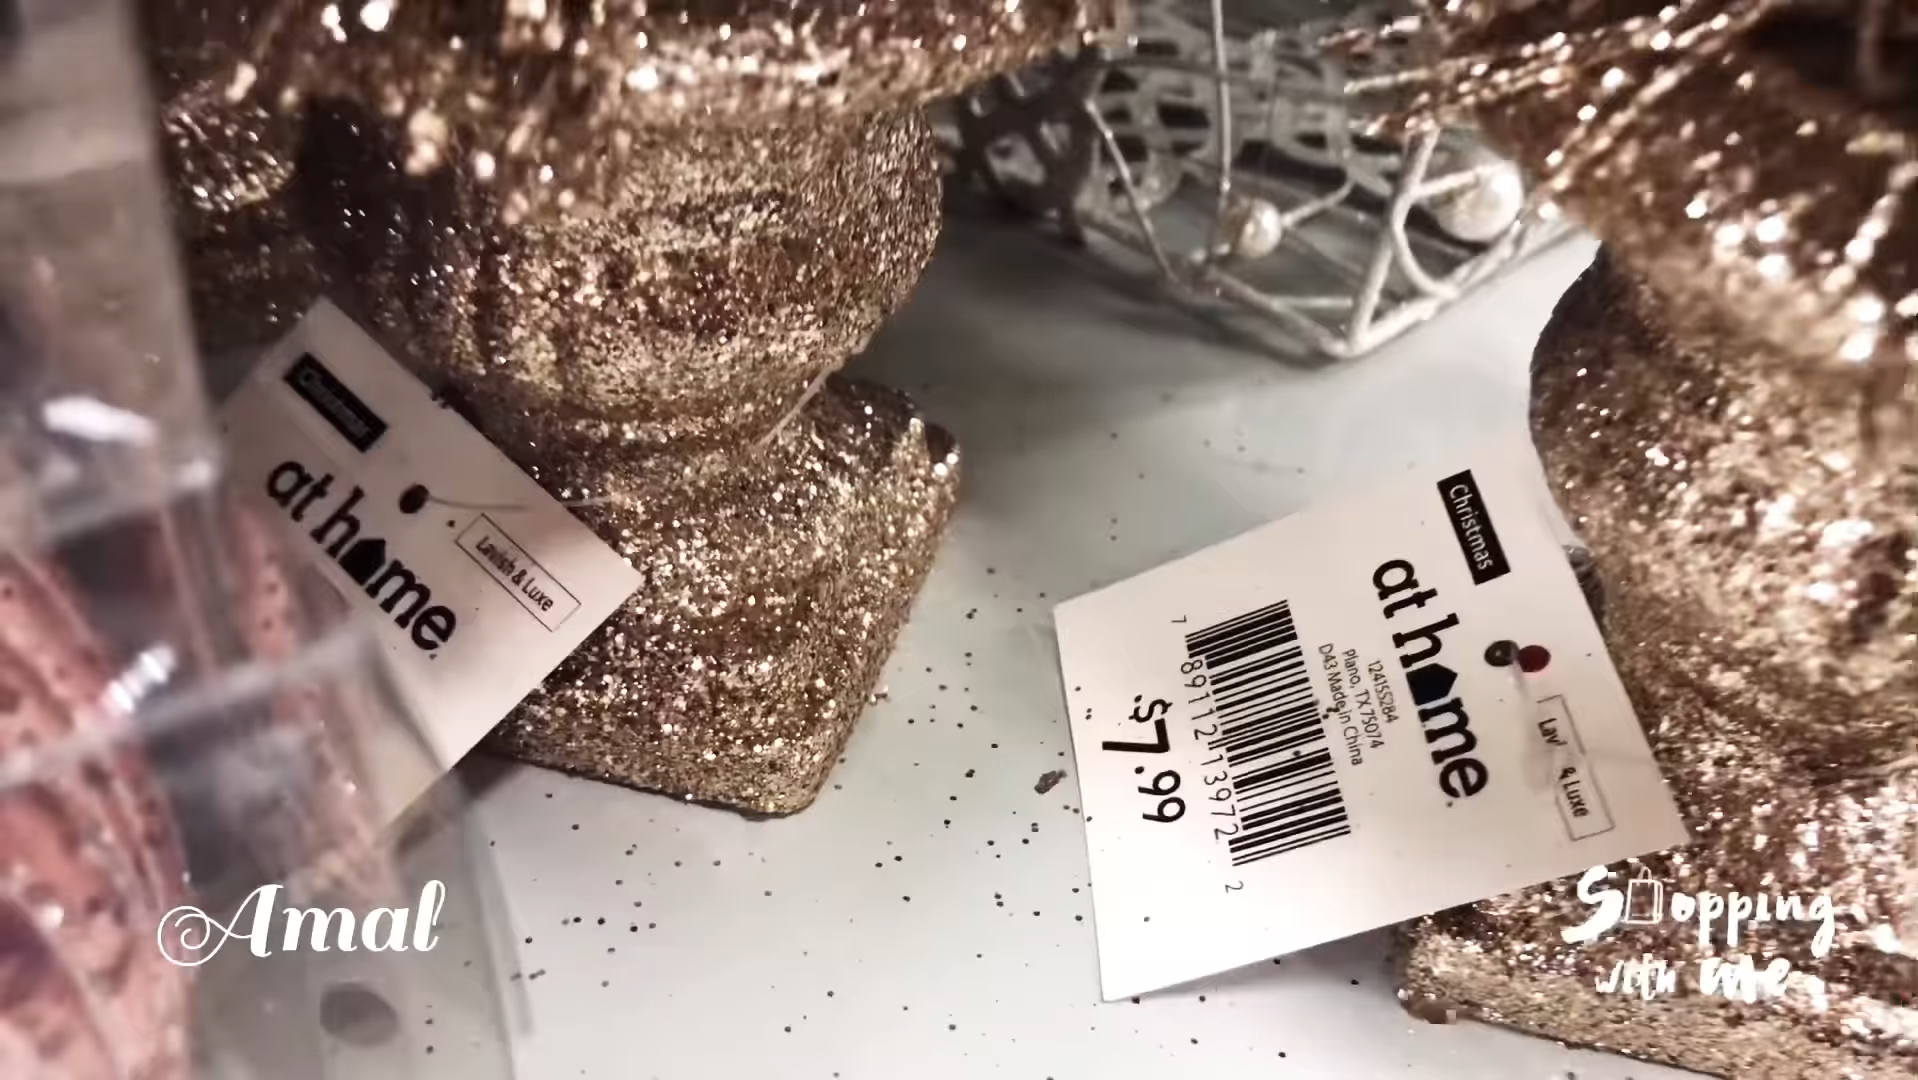 Christmas
at home
Lavish & Luxe
Christmas
at home
Lav & Luxe
124155284
Plano, TX 75074
D43 Made in China
7 89112 13972 2
$7.99
Amal
Shopping
with me